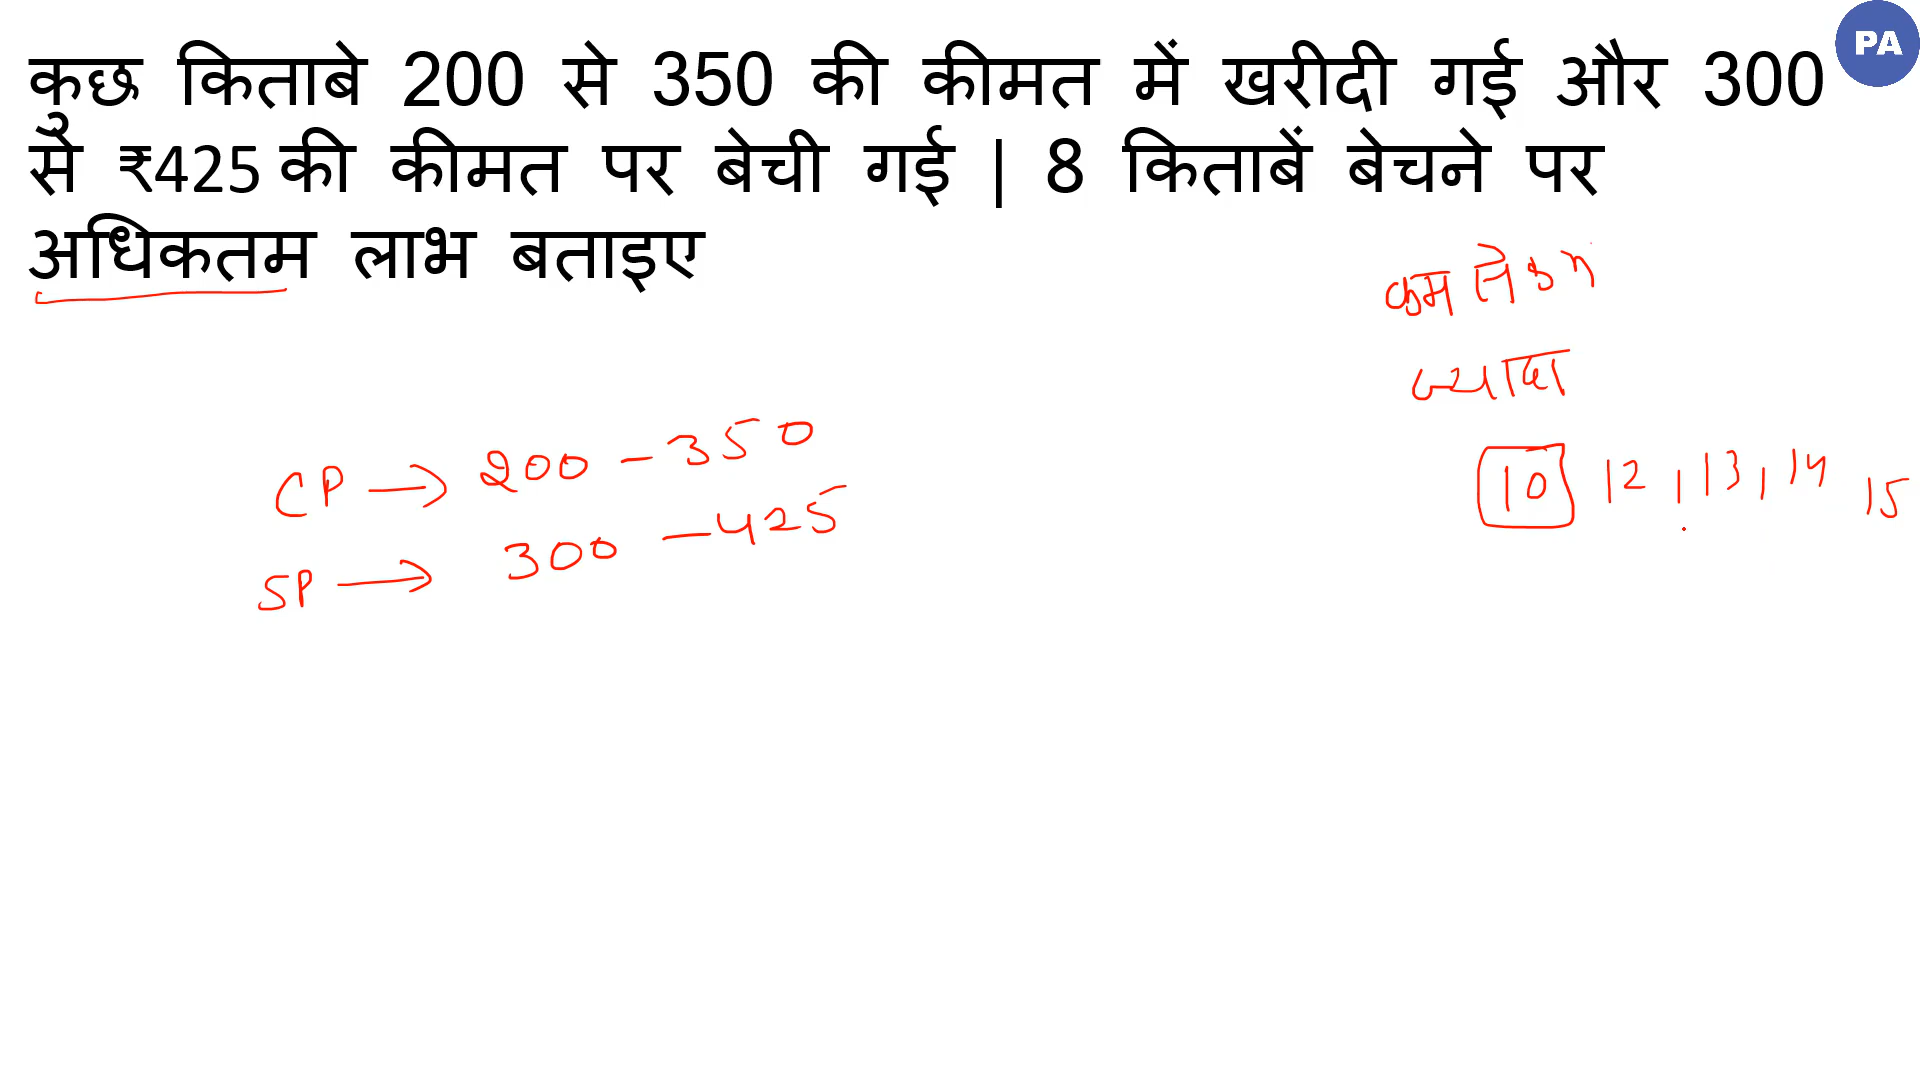 PA
कुछ किताबे 200 से 350 की कीमत में खरीदी गई और 300
से ₹425 की कीमत पर बेची गई | 8 किताबें बेचने पर
अधिकतम लाभ बताइए
कम से कम
ज्यादा
CP → 200 - 350
10 12 , 13 , 14 15
SP → 300 - 425